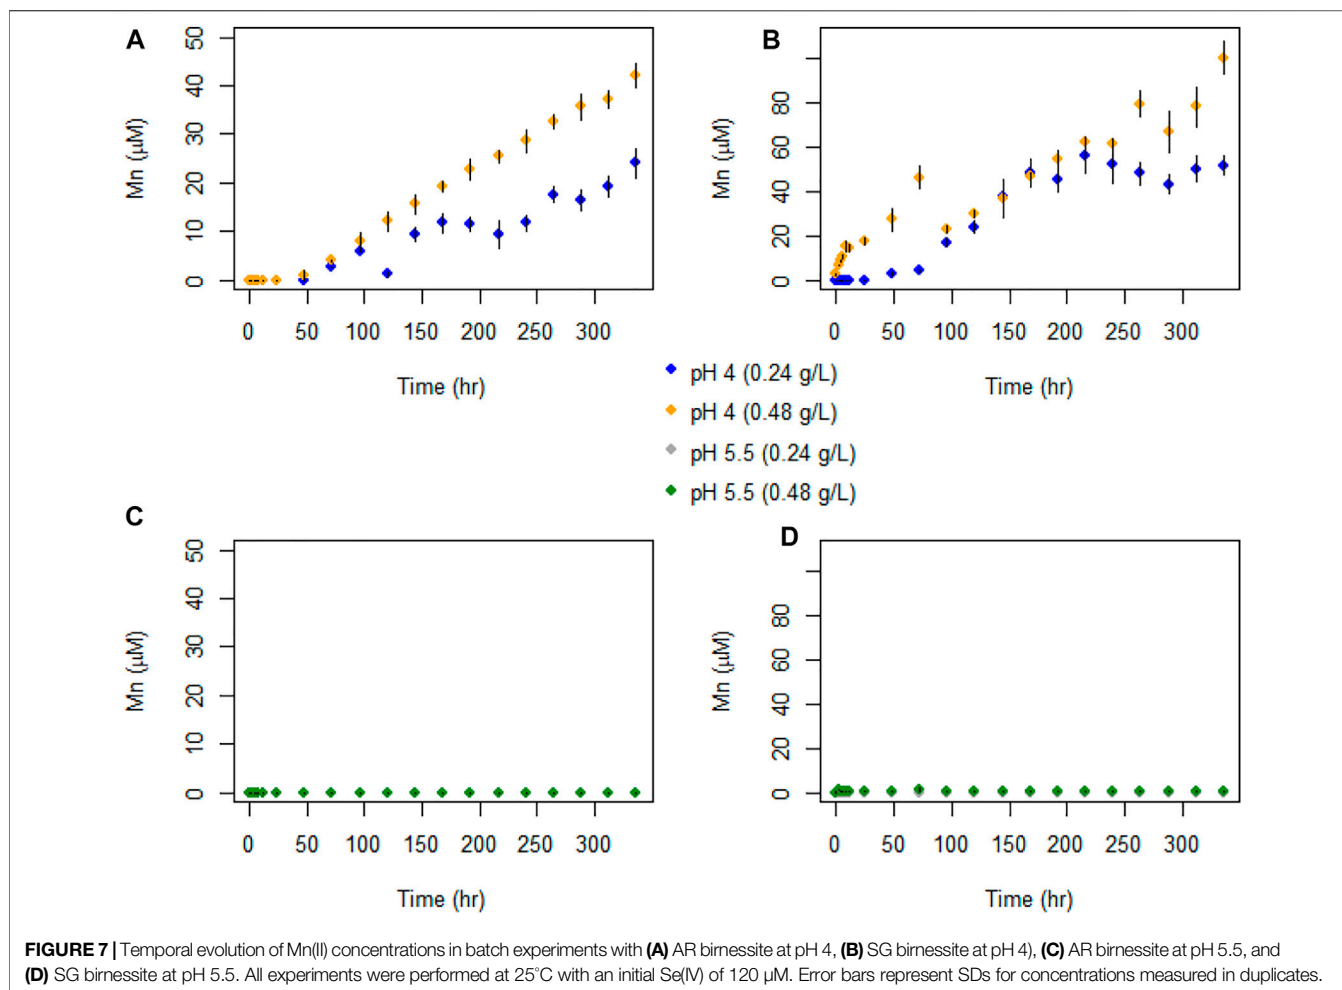 A
50
40
30
20
10
0
Mn (µM)
0 50 100 150 200 250 300
Time (hr)
B
80
60
40
20
0
Mn (µM)
0 50 100 150 200 250 300
Time (hr)
pH 4 (0.24 g/L)
pH 4 (0.48 g/L)
pH 5.5 (0.24 g/L)
pH 5.5 (0.48 g/L)
C
50
40
30
20
10
0
Mn (µM)
0 50 100 150 200 250 300
Time (hr)
D
80
60
40
20
0
Mn (µM)
0 50 100 150 200 250 300
Time (hr)
FIGURE 7 | Temporal evolution of Mn(II) concentrations in batch experiments with (A) AR birnessite at pH 4, (B) SG birnessite at pH 4), (C) AR birnessite at pH 5.5, and
(D) SG birnessite at pH 5.5. All experiments were performed at 25°C with an initial Se(IV) of 120 µM. Error bars represent SDs for concentrations measured in duplicates.